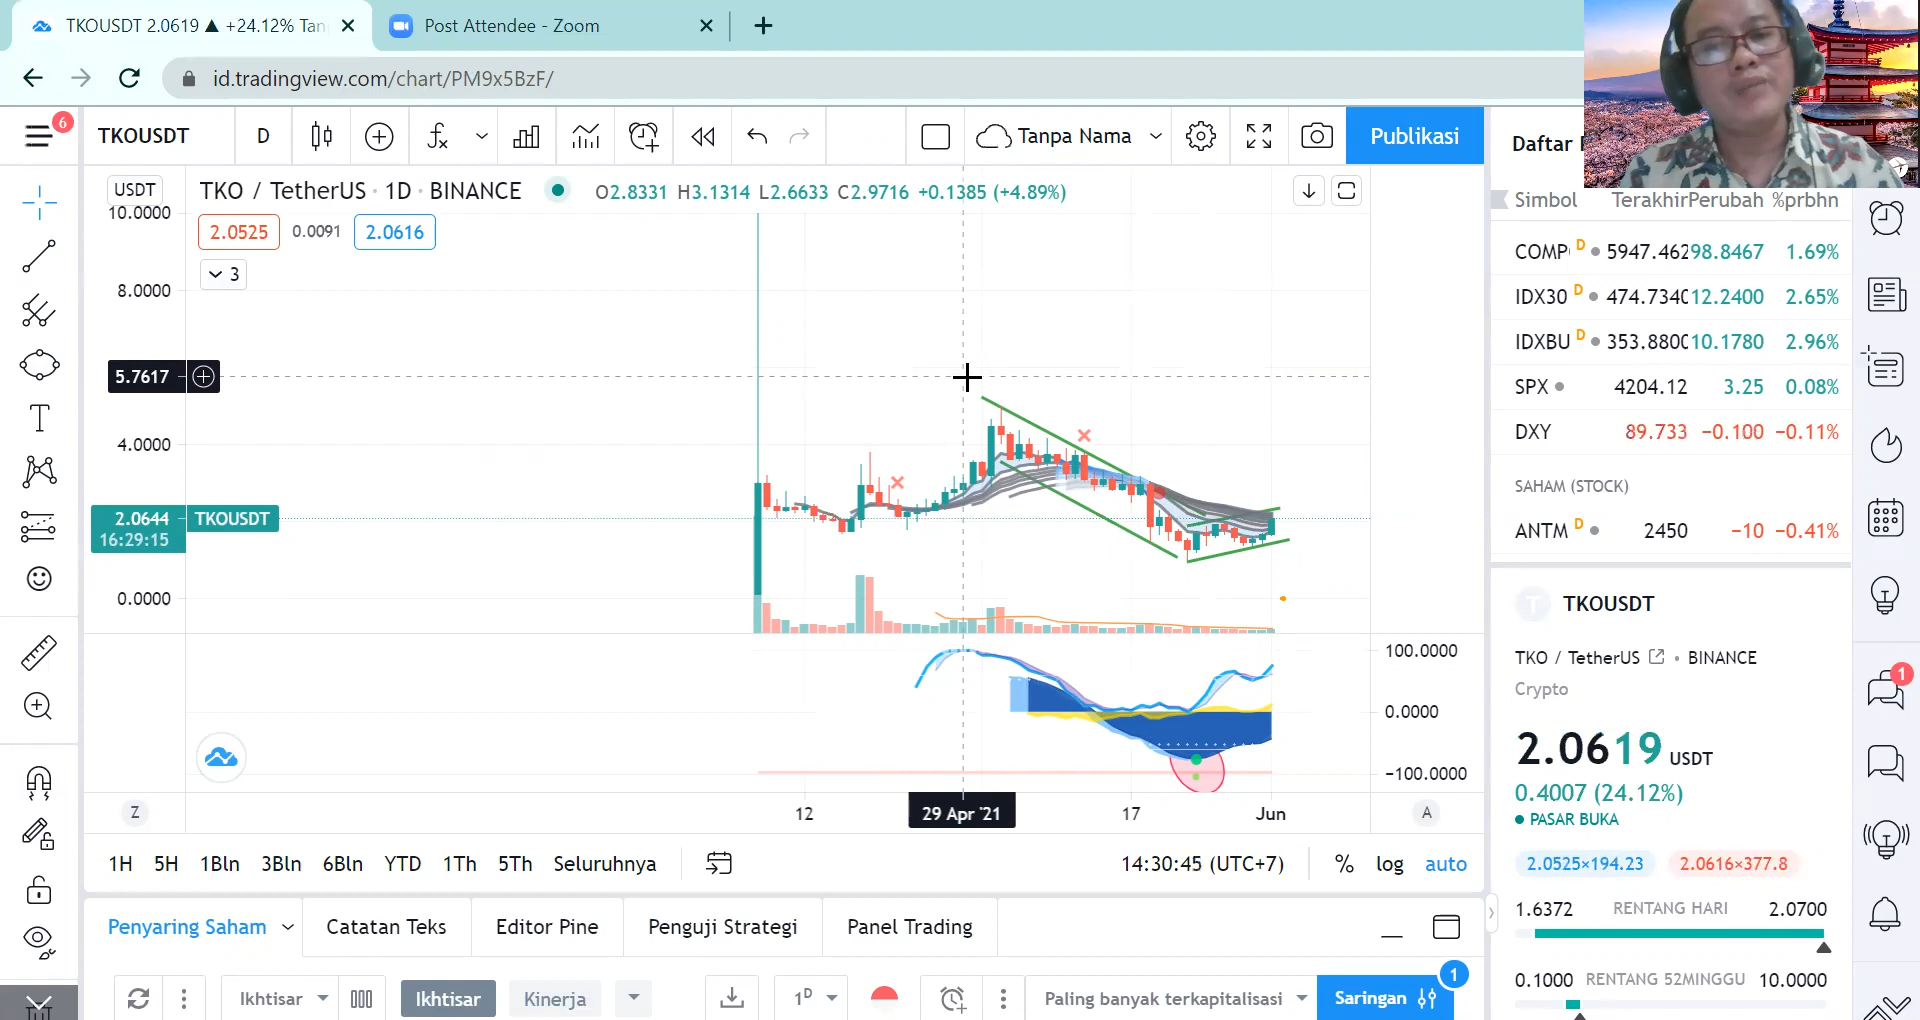 TKOUSDT 2.0619 ▲ +24.12% Tan
Post Attendee - Zoom
id.tradingview.com/chart/PM9x5BzF/
6
TKOUSDT
D
Tanpa Nama
Publikasi
Daftar
USDT
TKO / TetherUS · 1D · BINANCE
O2.8331 H3.1314 L2.6633 C2.9716 +0.1385 (+4.89%)
2.0525
0.0091
2.0616
3
10.0000
8.0000
5.7617
4.0000
2.0644
16:29:15
TKOUSDT
0.0000
100.0000
0.0000
−100.0000
Z
12
29 Apr '21
17
Jun
A
1H 5H 1Bln 3Bln 6Bln YTD 1Th 5Th Seluruhnya
14:30:45 (UTC+7)
% log auto
Penyaring Saham
Catatan Teks
Editor Pine
Penguji Strategi
Panel Trading
Ikhtisar
Ikhtisar
Kinerja
1D
Paling banyak terkapitalisasi
Saringan
1
Simbol Terakhir Perubah %prbhn
COMP D 5947.462 98.8467 1.69%
IDX30 D 474.7340 12.2400 2.65%
IDXBU D 353.8800 10.1780 2.96%
SPX 4204.12 3.25 0.08%
DXY 89.733 −0.100 −0.11%
SAHAM (STOCK)
ANTM D 2450 −10 −0.41%
T
TKOUSDT
TKO / TetherUS • BINANCE
Crypto
2.0619 USDT
0.4007 (24.12%)
PASAR BUKA
2.0525×194.23
2.0616×377.8
1.6372 RENTANG HARI 2.0700
0.1000 RENTANG 52MINGGU 10.0000
1